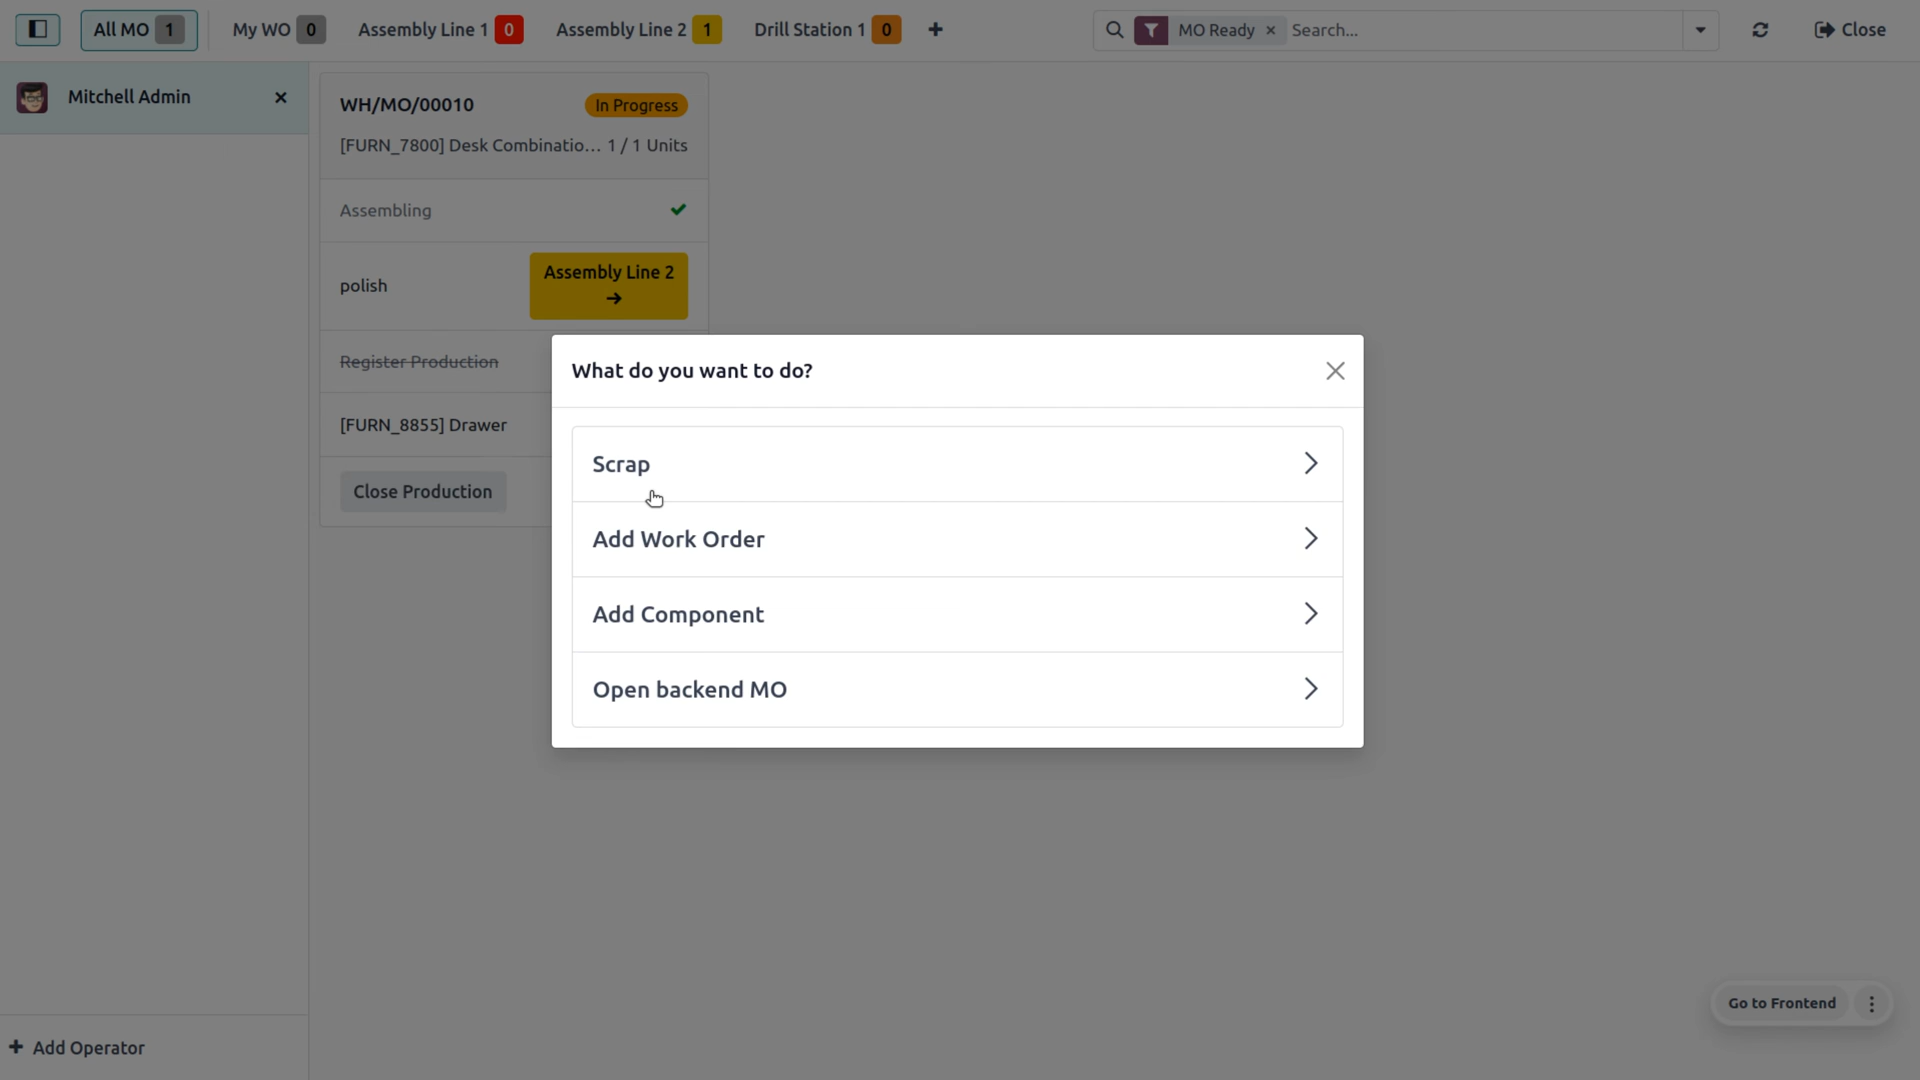 All MO 1
My WO 0
Assembly Line 1 0
Assembly Line 2 1
Drill Station 1 0
+
MO Ready ×
Search...
Close
Mitchell Admin ×
WH/MO/00010
In Progress
[FURN_7800] Desk Combinatio... 1 / 1 Units
Assembling
polish
Assembly Line 2
→
Register Production
[FURN_8855] Drawer
Close Production
What do you want to do?
Scrap
Add Work Order
Add Component
Open backend MO
Go to Frontend
+ Add Operator